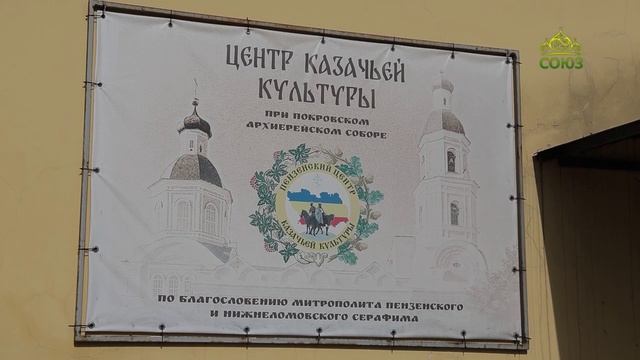 ЦЕНТР КАЗАЧЬЕЙ
КУЛЬТУРЫ
ПРИ ПОКРОВСКОМ
АРХИЕРЕЙСКОМ СОБОРЕ
ПЕНЗЕНСКИЙ ЦЕНТР
КАЗАЧЬЕЙ КУЛЬТУРЫ
ПО БЛАГОСЛОВЕНИЮ МИТРОПОЛИТА ПЕНЗЕНСКОГО
И НИЖНЕЛОМОВСКОГО СЕРАФИМА
СОЮЗ